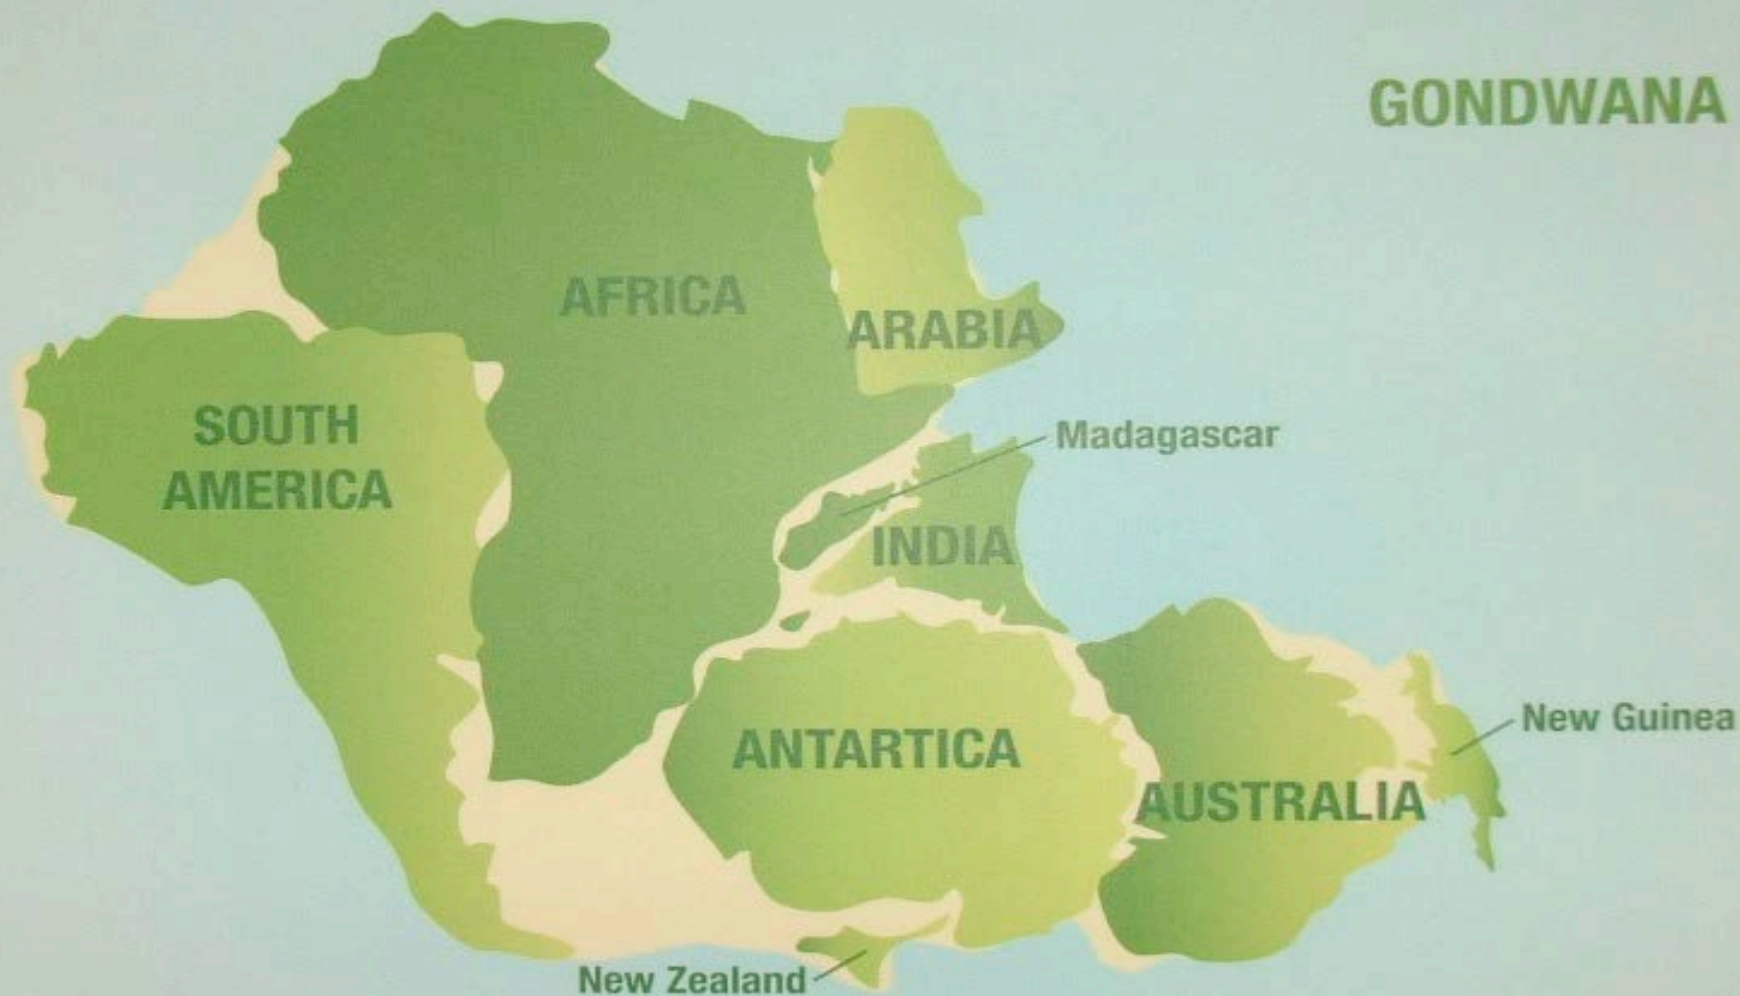 GONDWANA
AFRICA
ARABIA
SOUTH
AMERICA
Madagascar
INDIA
New Guinea
ANTARTICA
AUSTRALIA
New Zealand